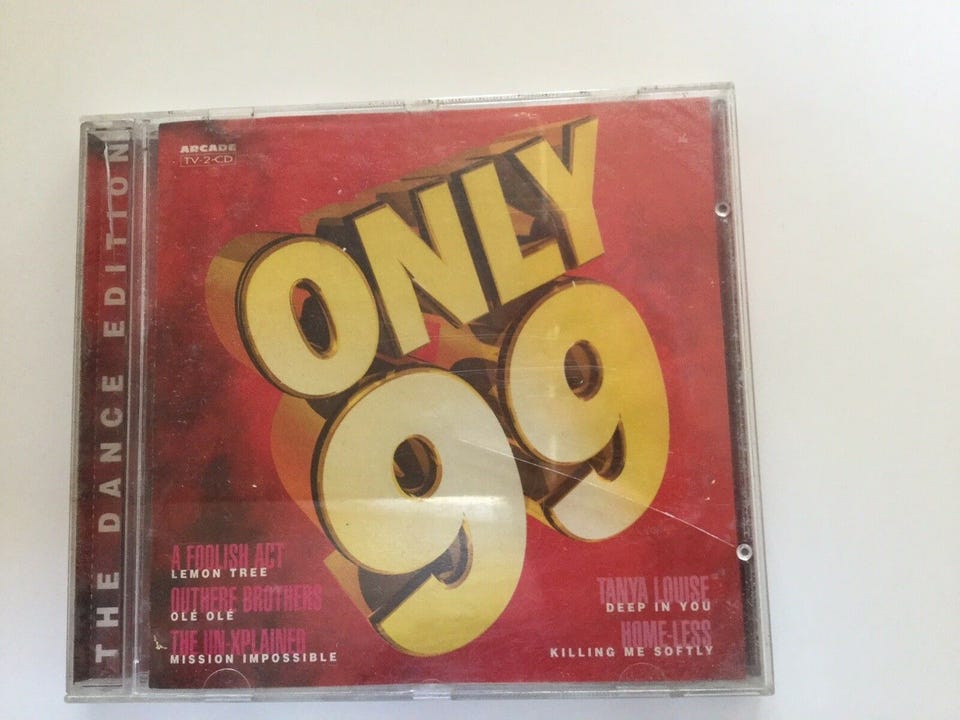 THE DANCE EDITION
ARCADE
TV-2-CD
ONLY
99
A FOOLISH ACT
LEMON TREE
OUTHERE BROTHERS
OLÉ OLÉ
THE UN-XPLAINED
MISSION IMPOSSIBLE
TANYA LOUISE
DEEP IN YOU
HOME-LESS
KILLING ME SOFTLY